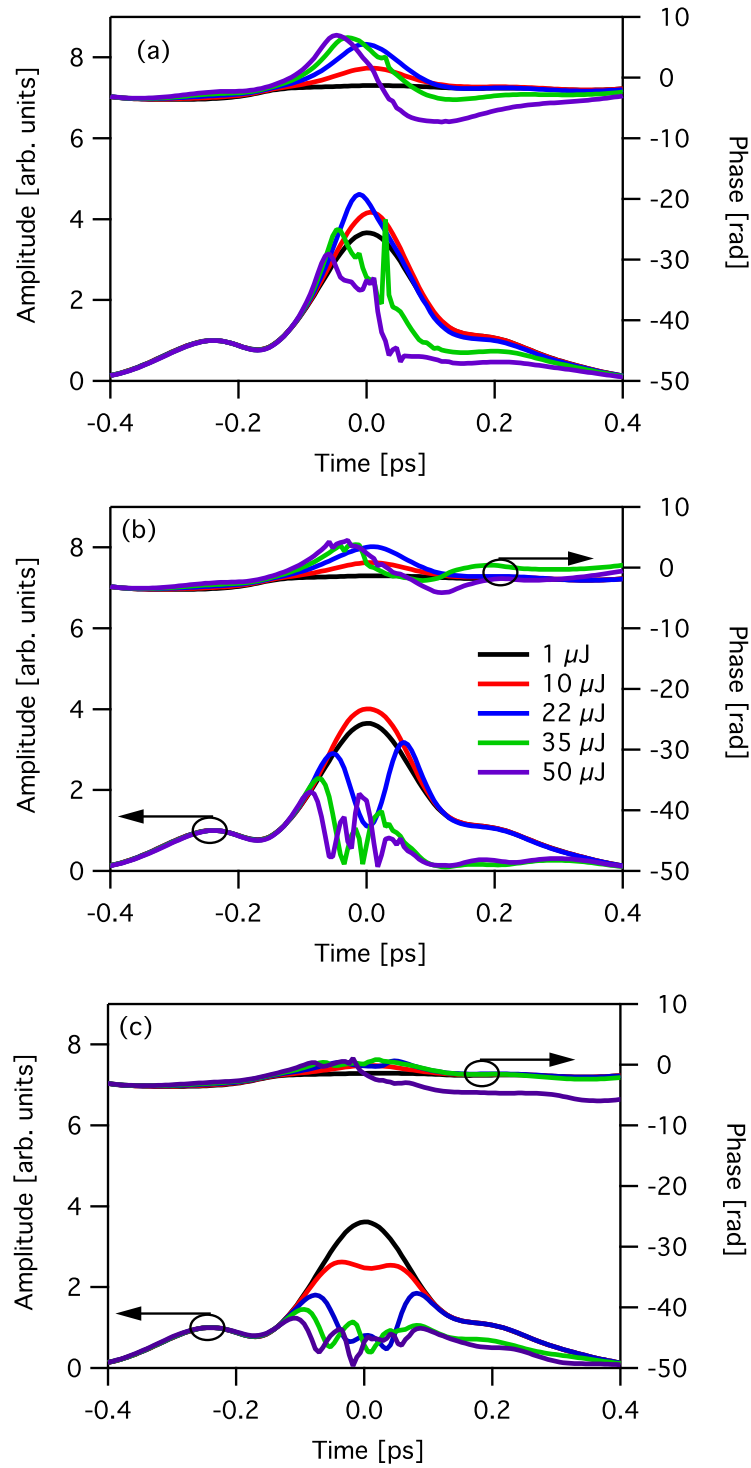 (a)
Amplitude [arb. units]
8
6
4
2
0
10
0
-10
-20
-30
-40
-50
Phase [rad]
-0.4 -0.2 0.0 0.2 0.4
Time [ps]
(b)
Amplitude [arb. units]
8
6
4
2
0
10
0
-10
-20
-30
-40
-50
Phase [rad]
1 µJ
10 µJ
22 µJ
35 µJ
50 µJ
-0.4 -0.2 0.0 0.2 0.4
Time [ps]
(c)
Amplitude [arb. units]
8
6
4
2
0
10
0
-10
-20
-30
-40
-50
Phase [rad]
-0.4 -0.2 0.0 0.2 0.4
Time [ps]